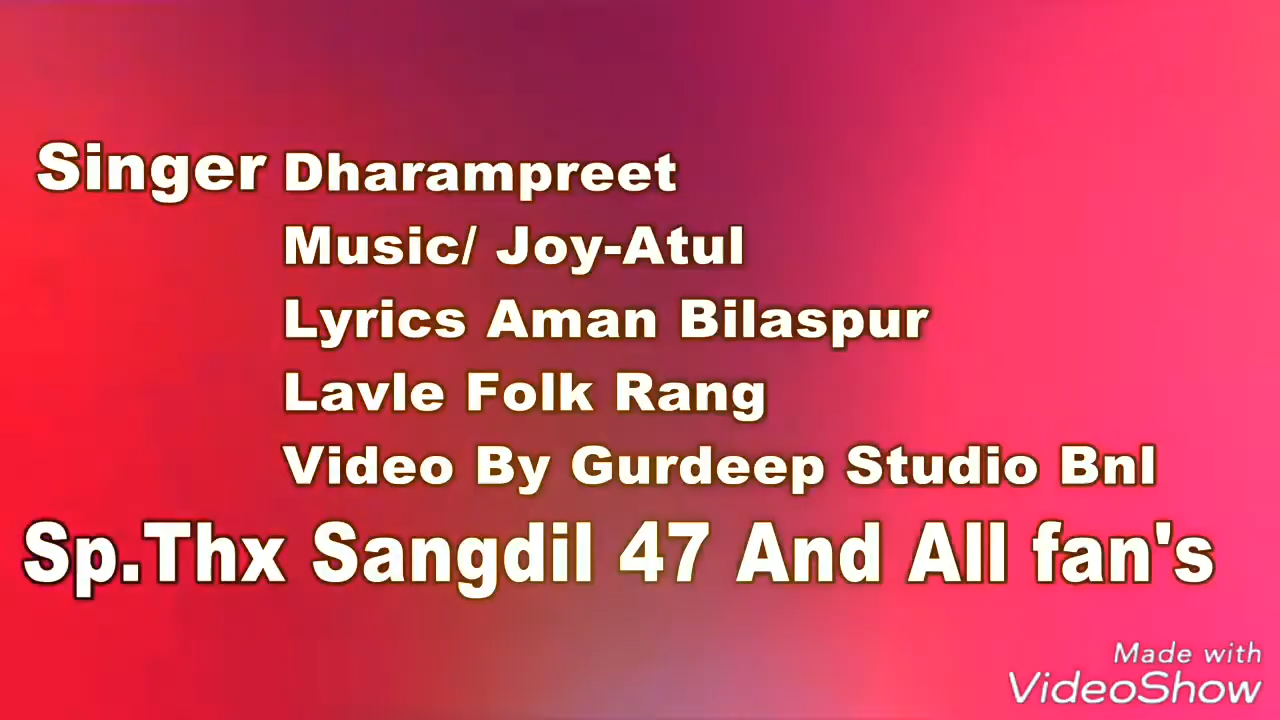 Singer Dharampreet
Music/ Joy-Atul
Lyrics Aman Bilaspur
Lavle Folk Rang
Video By Gurdeep Studio Bnl
Sp.Thx Sangdil 47 And All fan's
Made with
VideoShow